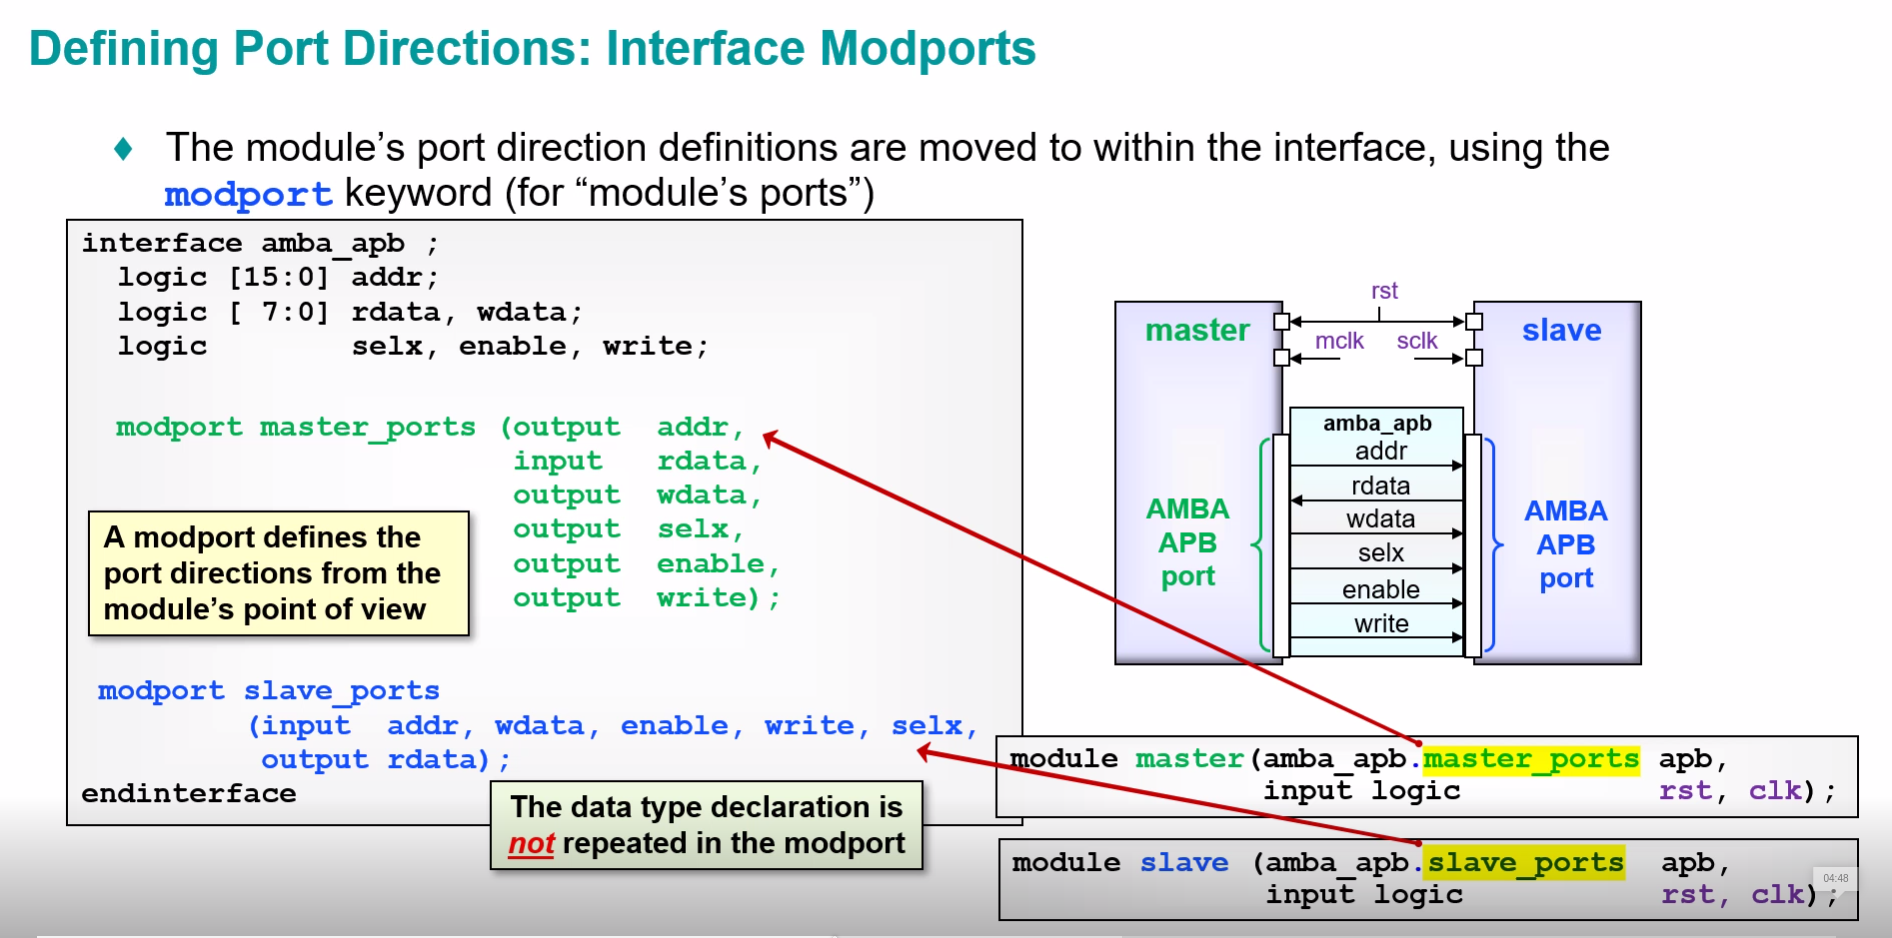 Defining Port Directions: Interface Modports
♦ The module’s port direction definitions are moved to within the interface, using the
modport keyword (for “module’s ports”)
interface amba_apb ;
logic [15:0] addr;
logic [ 7:0] rdata, wdata;
logic selx, enable, write;
modport master_ports (output addr,
input rdata,
output wdata,
output selx,
output enable,
output write);
A modport defines the
port directions from the
module’s point of view
modport slave_ports
(input addr, wdata, enable, write, selx,
output rdata);
endinterface
The data type declaration is
not repeated in the modport
rst
master
mclk
sclk
slave
amba_apb
addr
rdata
wdata
selx
enable
write
AMBA
APB
port
AMBA
APB
port
module master(amba_apb.master_ports apb,
input logic rst, clk);
module slave (amba_apb.slave_ports apb,
input logic rst, clk);
04:48